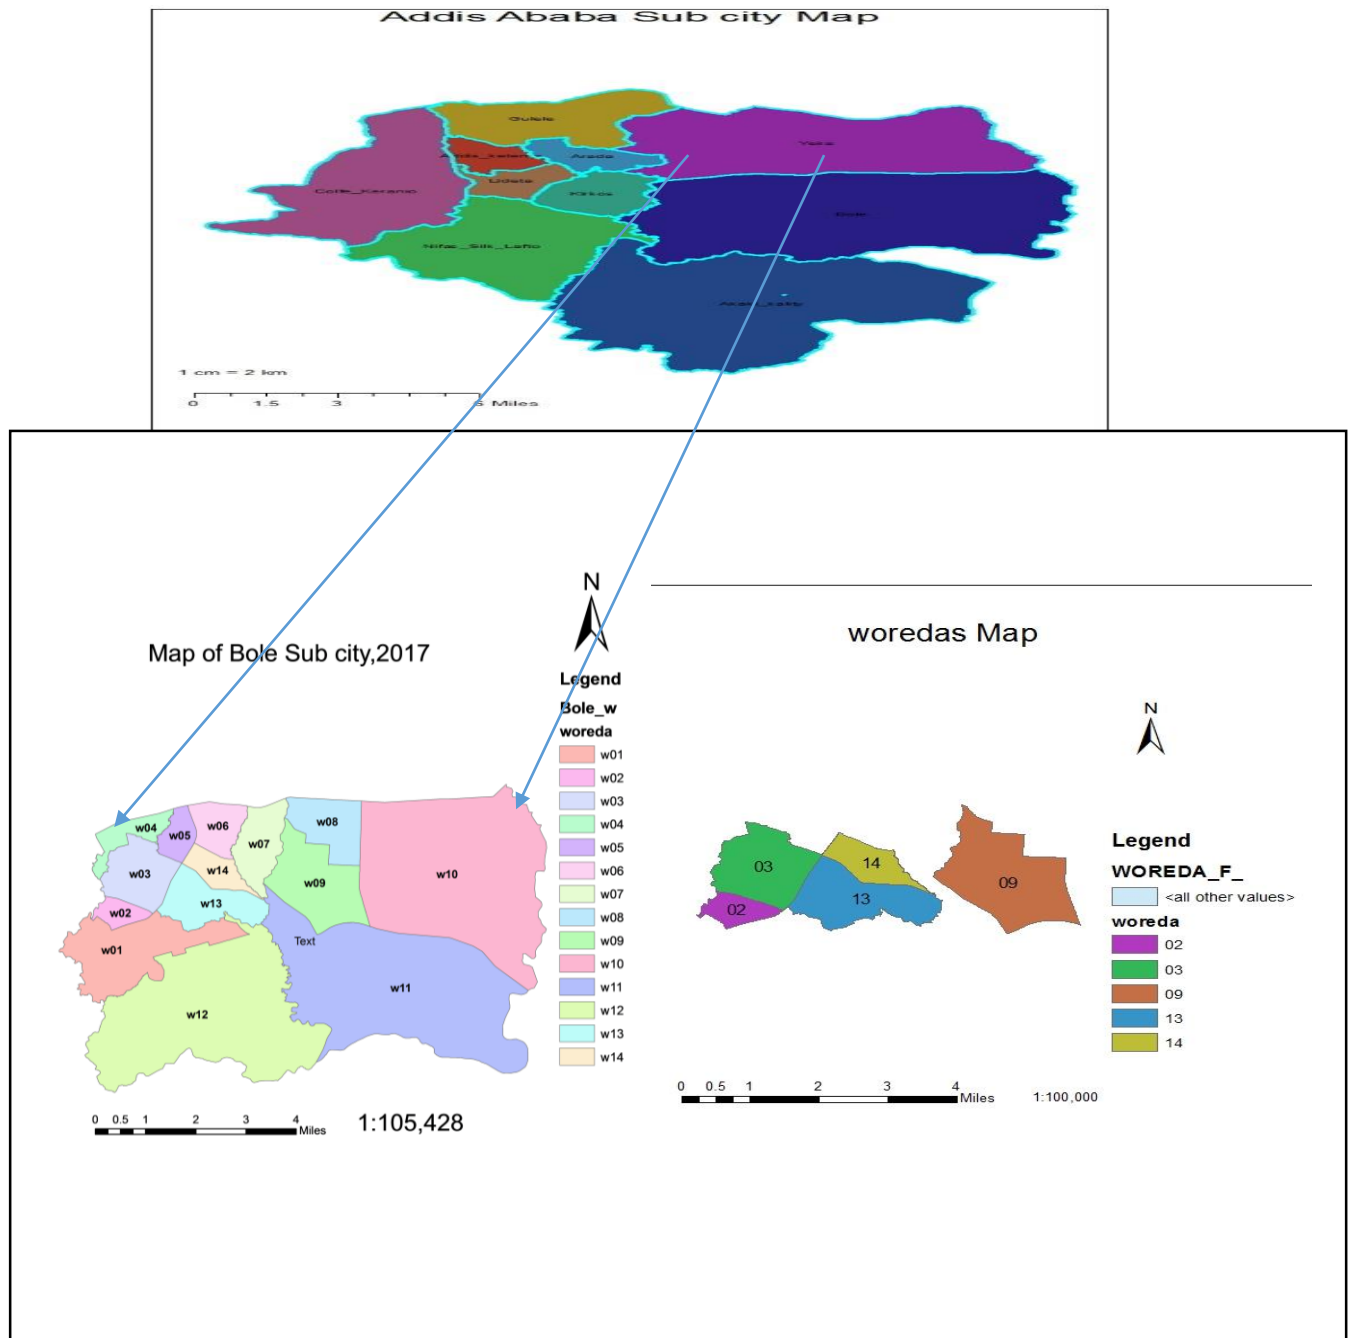 Addis Ababa Sub city Map
Gulele
Yeka
Arada
Lideta
Kirkos
Bole
Nifas_Silk_Lafto
1 cm = 2 km
0 1.5 3 6 Miles
N
Map of Bole Sub city,2017
Legend
Bole_w
woreda
w01
w02
w03
w04
w05
w06
w07
w08
w09
w10
w11
w12
w13
w14
w04
w05
w06
w07
w08
w03
w14
w09
w10
w02
w13
w01
Text
w11
w12
0 0.5 1 2 3 4
Miles
1:105,428
woredas Map
N
03
14
09
02
13
Legend
WOREDA_F_
<all other values>
woreda
02
03
09
13
14
0 0.5 1 2 3 4
Miles
1:100,000